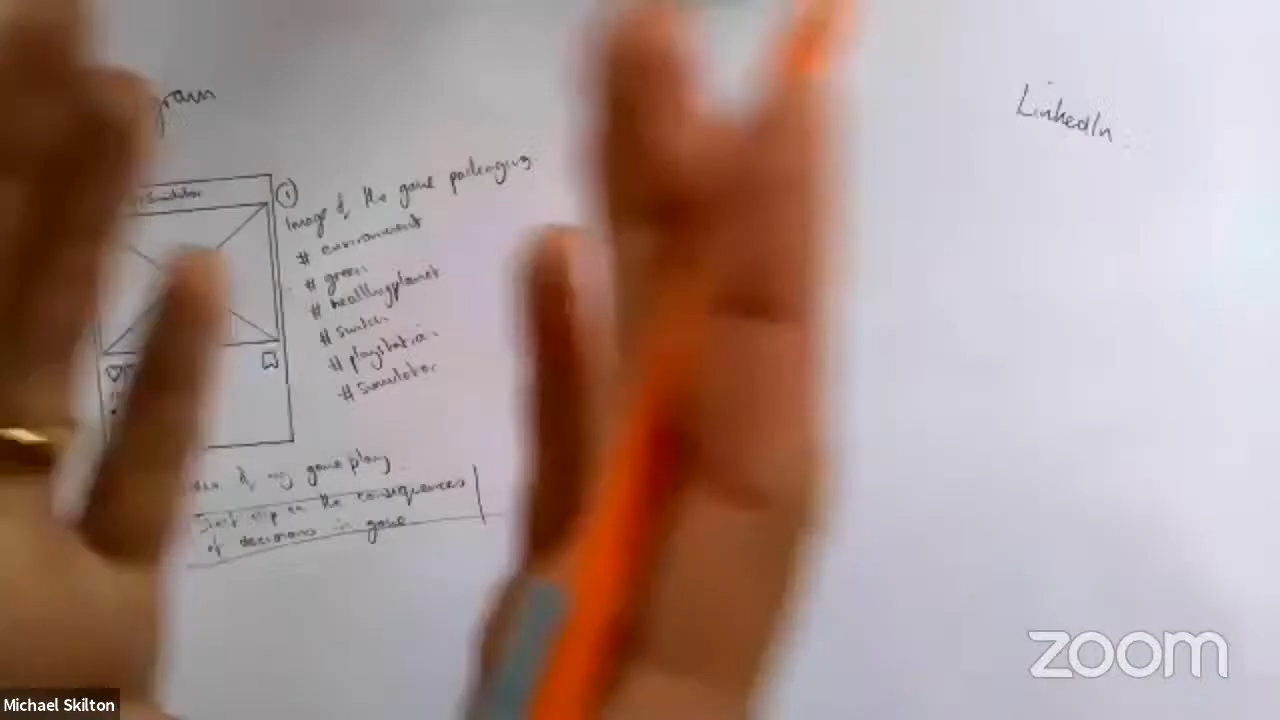 gram
LinkedIn
Simulator
①
Image of the game packaging
# environment
# green
# healthyplanet
# switch
# playstation
# simulator
of my game play
Short clip on the consequences
of decisions in game
zoom
Michael Skilton